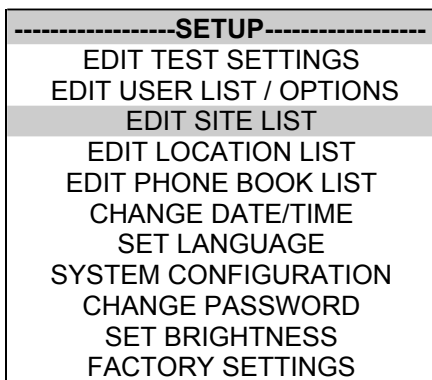 ------------------SETUP------------------
EDIT TEST SETTINGS
EDIT USER LIST / OPTIONS
EDIT SITE LIST
EDIT LOCATION LIST
EDIT PHONE BOOK LIST
CHANGE DATE/TIME
SET LANGUAGE
SYSTEM CONFIGURATION
CHANGE PASSWORD
SET BRIGHTNESS
FACTORY SETTINGS